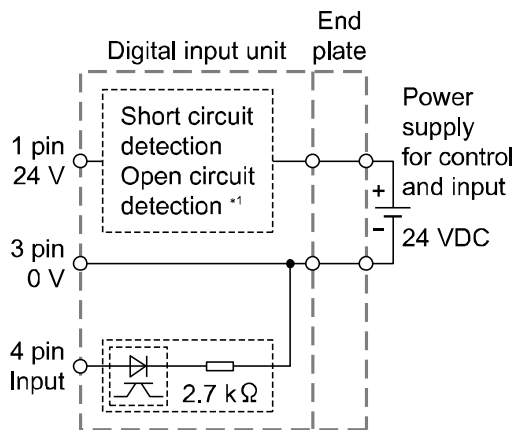 End
plate
Digital input unit
Power
supply
for control
and input
Short circuit
detection
Open circuit
detection *1
1 pin
24 V
+
−
24 VDC
3 pin
0 V
4 pin
Input
2.7 kΩ